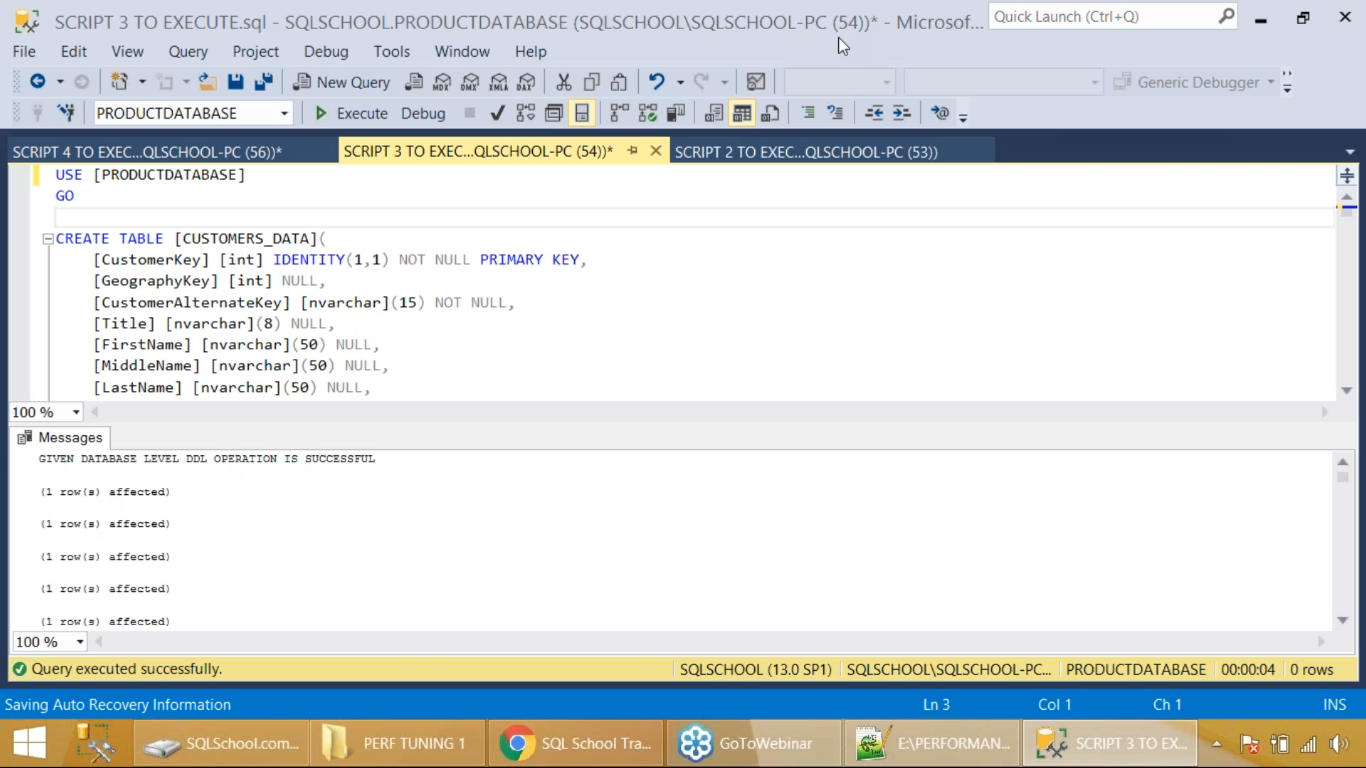 SCRIPT 3 TO EXECUTE.sql - SQLSCHOOL.PRODUCTDATABASE (SQLSCHOOL\SQLSCHOOL-PC (54))* - Microsof...
Quick Launch (Ctrl+Q)
File Edit View Query Project Debug Tools Window Help
New Query MDX DMX XMLA DAX Generic Debugger
PRODUCTDATABASE Execute Debug
SCRIPT 4 TO EXEC...QLSCHOOL-PC (56))* SCRIPT 3 TO EXEC...QLSCHOOL-PC (54))* SCRIPT 2 TO EXEC...QLSCHOOL-PC (53))
USE [PRODUCTDATABASE]
GO
CREATE TABLE [CUSTOMERS_DATA](
[CustomerKey] [int] IDENTITY(1,1) NOT NULL PRIMARY KEY,
[GeographyKey] [int] NULL,
[CustomerAlternateKey] [nvarchar](15) NOT NULL,
[Title] [nvarchar](8) NULL,
[FirstName] [nvarchar](50) NULL,
[MiddleName] [nvarchar](50) NULL,
[LastName] [nvarchar](50) NULL,
100 %
Messages
GIVEN DATABASE LEVEL DDL OPERATION IS SUCCESSFUL
(1 row(s) affected)
(1 row(s) affected)
(1 row(s) affected)
(1 row(s) affected)
(1 row(s) affected)
100 %
Query executed successfully. SQLSCHOOL (13.0 SP1) SQLSCHOOL\SQLSCHOOL-PC... PRODUCTDATABASE 00:00:04 0 rows
Saving Auto Recovery Information Ln 3 Col 1 Ch 1 INS
SQLSchool.com... PERF TUNING 1 SQL School Tra... GoToWebinar E:\PERFORMAN... SCRIPT 3 TO EX...